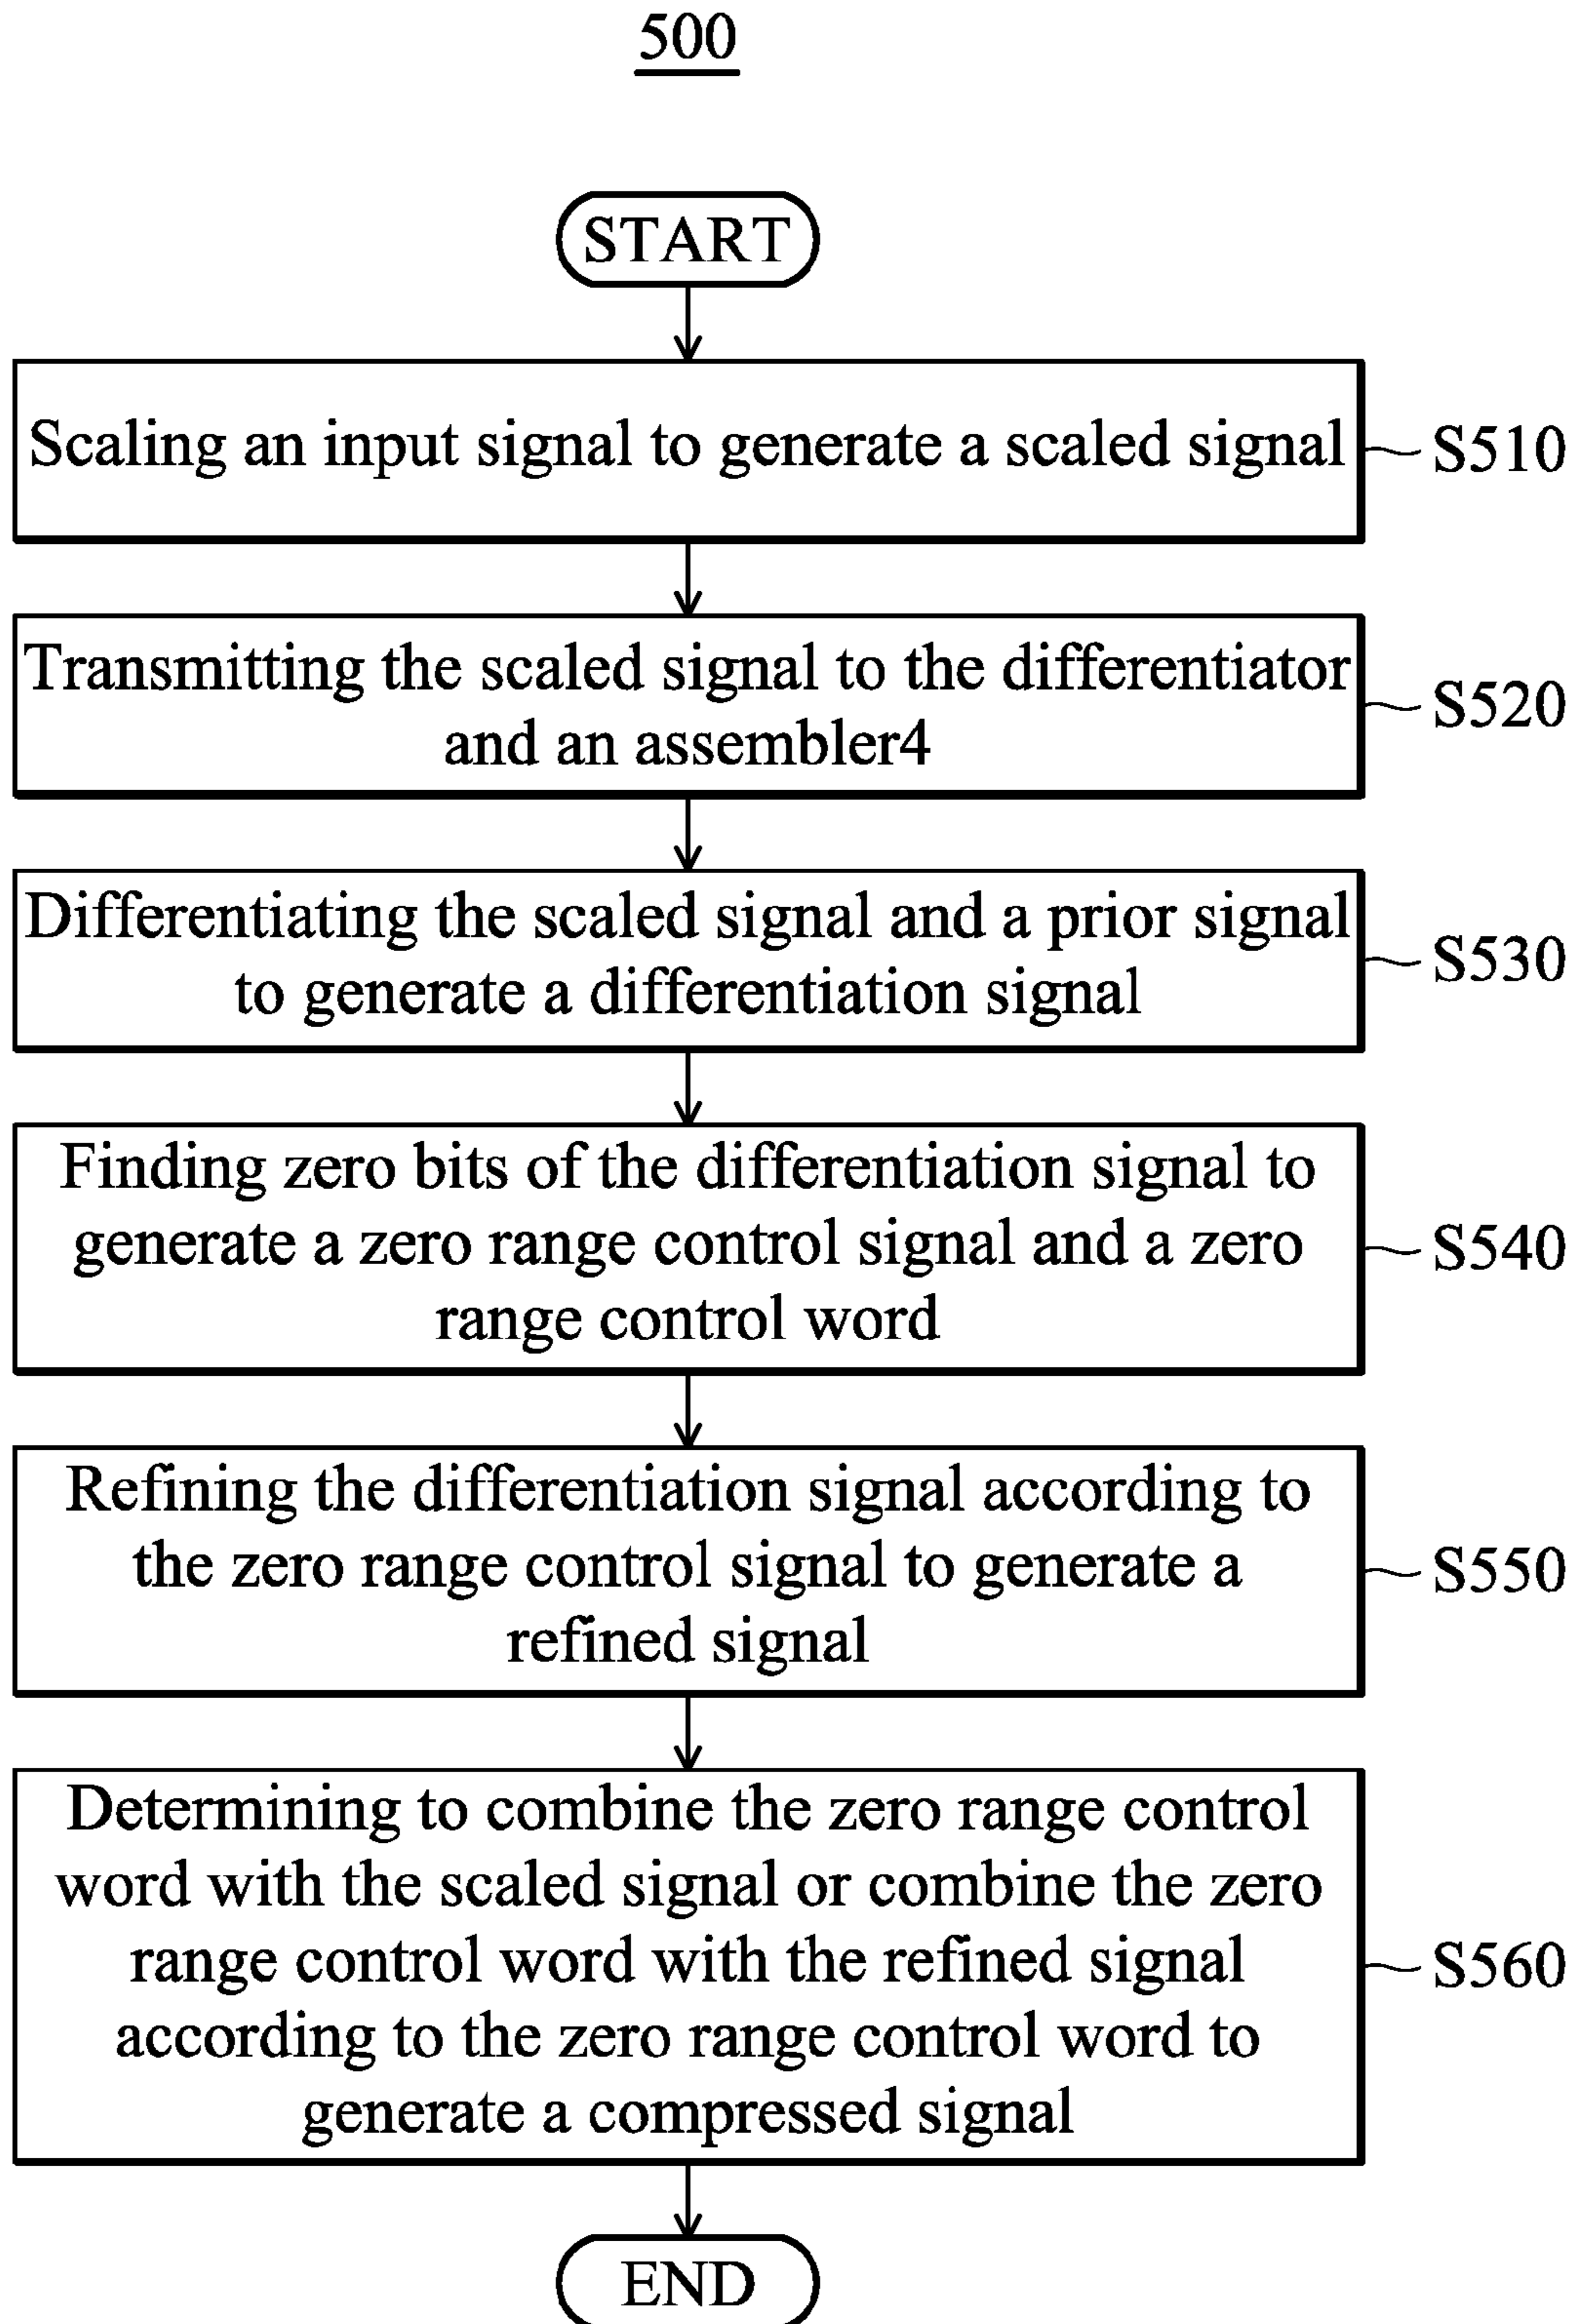 500
START
Scaling an input signal to generate a scaled signal
S510
Transmitting the scaled signal to the differentiator
and an assembler4
S520
Differentiating the scaled signal and a prior signal
to generate a differentiation signal
S530
Finding zero bits of the differentiation signal to
generate a zero range control signal and a zero
range control word
S540
Refining the differentiation signal according to
the zero range control signal to generate a
refined signal
S550
Determining to combine the zero range control
word with the scaled signal or combine the zero
range control word with the refined signal
according to the zero range control word to
generate a compressed signal
S560
END